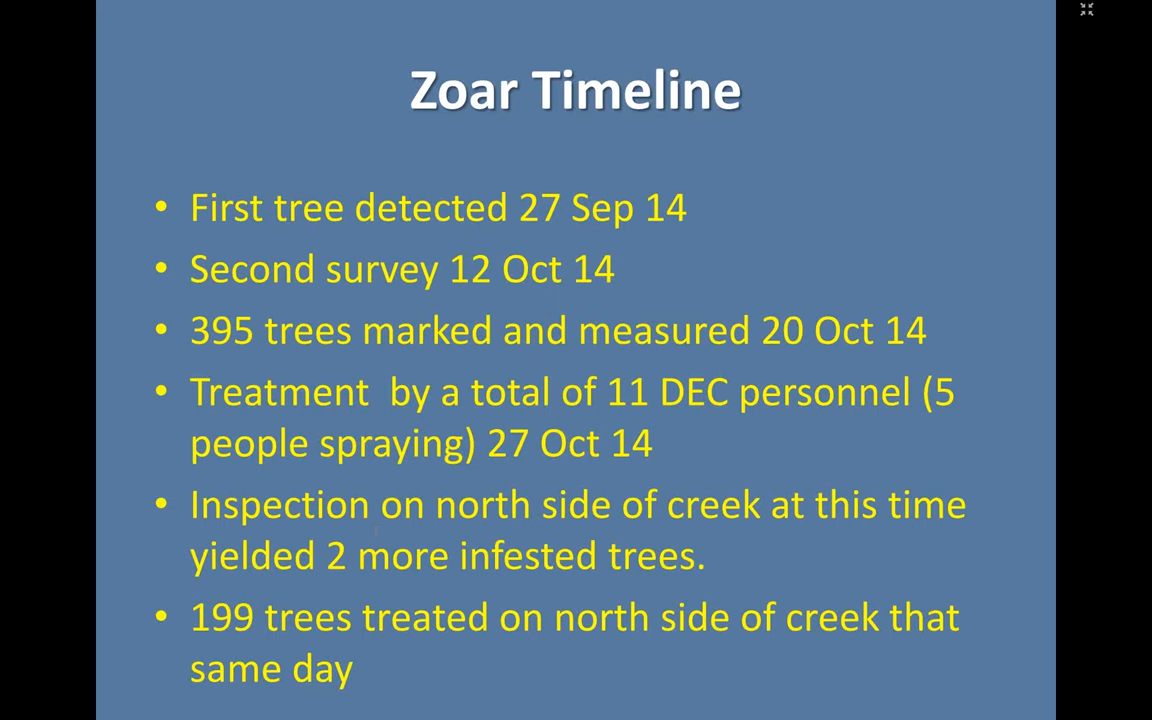 Zoar Timeline
• First tree detected 27 Sep 14
• Second survey 12 Oct 14
• 395 trees marked and measured 20 Oct 14
• Treatment  by a total of 11 DEC personnel (5
people spraying) 27 Oct 14
• Inspection on north side of creek at this time
yielded 2 more infested trees.
• 199 trees treated on north side of creek that
same day